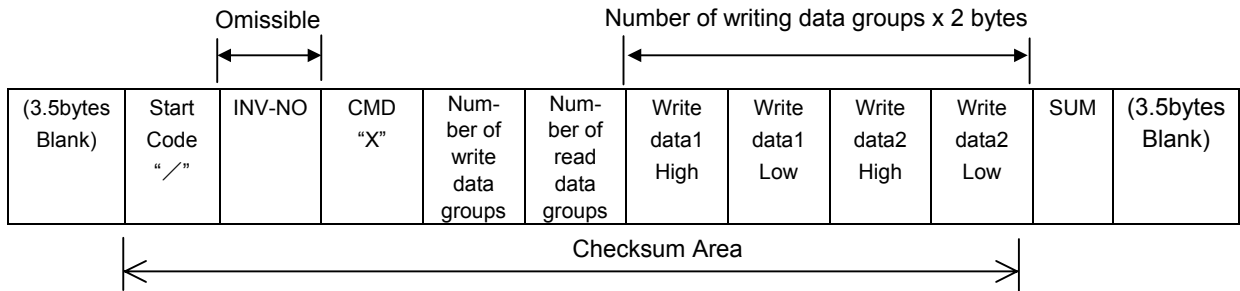 Omissible
Number of writing data groups x 2 bytes
(3.5bytes
Blank)
Start
Code
“／”
INV-NO
CMD
“X”
Num-
ber of
write
data
groups
Num-
ber of
read
data
groups
Write
data1
High
Write
data1
Low
Write
data2
High
Write
data2
Low
SUM
(3.5bytes
Blank)
Checksum Area